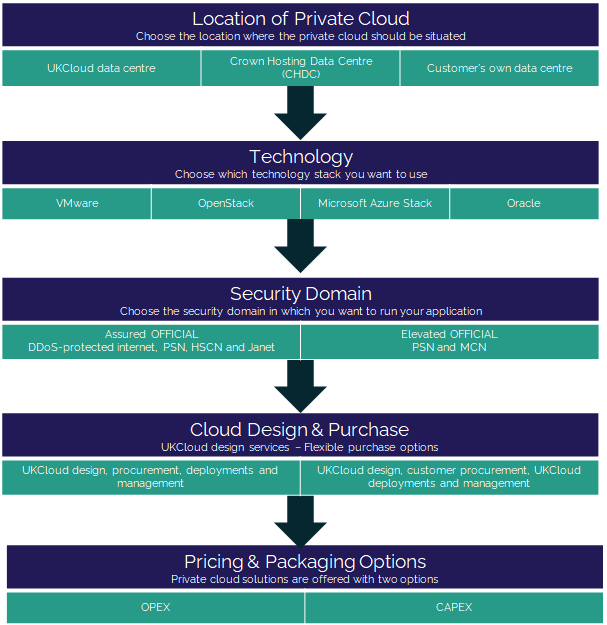 Location of Private Cloud
Choose the location where the private cloud should be situated
UKCloud data centre
Crown Hosting Data Centre
(CHDC)
Customer's own data centre
Technology
Choose which technology stack you want to use
VMware
OpenStack
Microsoft Azure Stack
Oracle
Security Domain
Choose the security domain in which you want to run your application
Assured OFFICIAL
DDoS-protected internet, PSN, HSCN and Janet
Elevated OFFICIAL
PSN and MCN
Cloud Design & Purchase
UKCloud design services – Flexible purchase options
UKCloud design, procurement, deployments and
management
UKCloud design, customer procurement, UKCloud
deployments and management
Pricing & Packaging Options
Private cloud solutions are offered with two options
OPEX
CAPEX